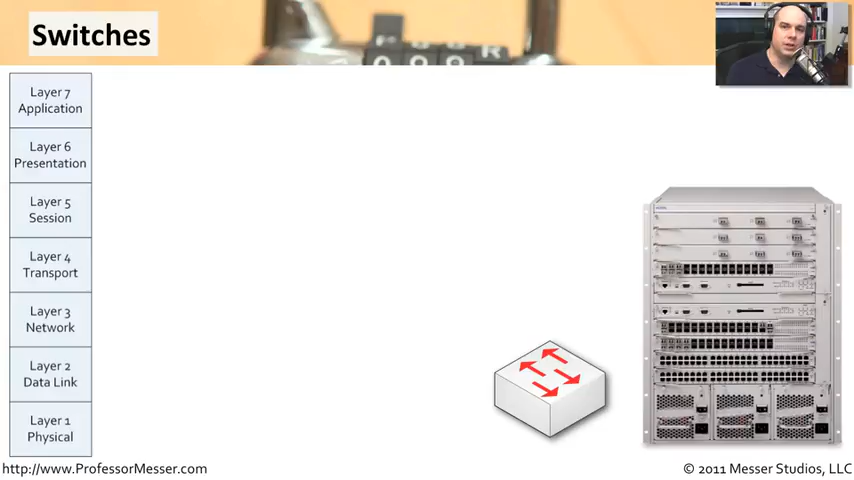 Switches
Layer 7
Application
Layer 6
Presentation
Layer 5
Session
Layer 4
Transport
Layer 3
Network
Layer 2
Data Link
Layer 1
Physical
http://www.ProfessorMesser.com
© 2011 Messer Studios, LLC